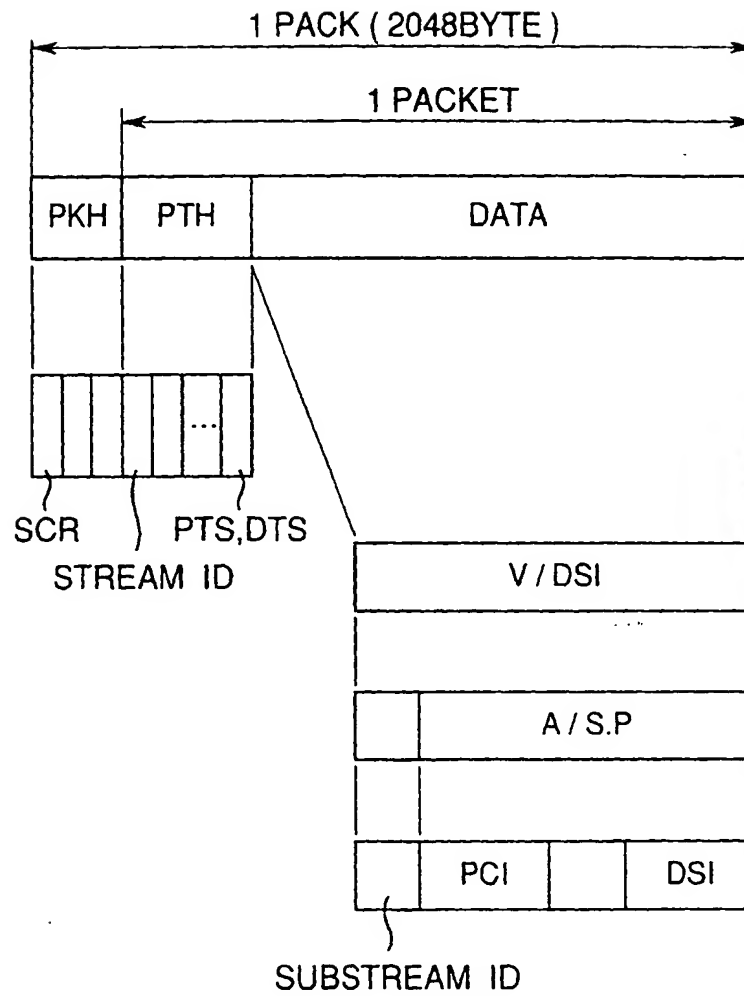 1 PACK ( 2048BYTE )
1 PACKET
PKH PTH DATA
...
SCR PTS,DTS
STREAM ID
V / DSI
A / S.P
PCI DSI
SUBSTREAM ID